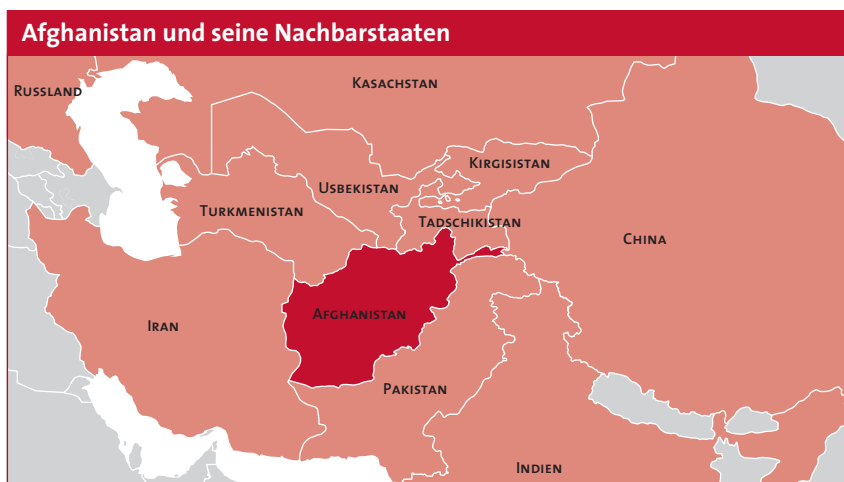 Afghanistan und seine Nachbarstaaten
RUSSLAND
KASACHSTAN
KIRGISISTAN
USBEKISTAN
TURKMENISTAN
TADSCHIKISTAN
CHINA
AFGHANISTAN
IRAN
PAKISTAN
INDIEN